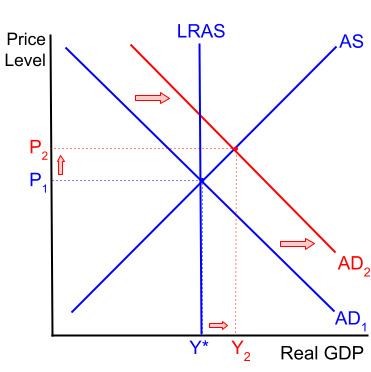 LRAS
Price
Level
AS
P2
P1
AD2
AD1
Y*
Y2
Real GDP